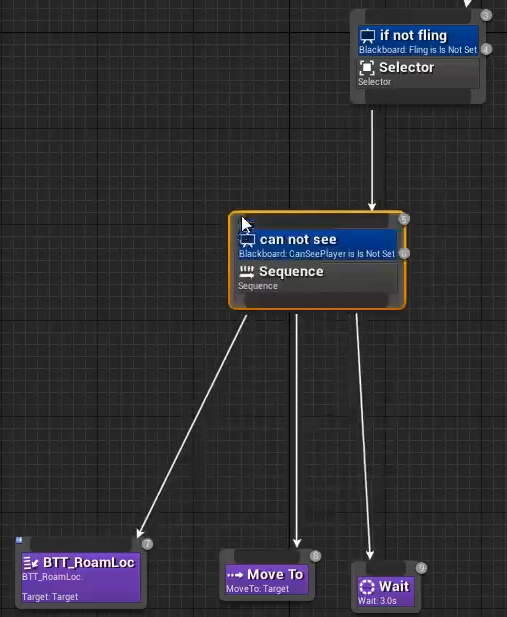 3
if not fling
Blackboard: Fling is Is Not Set
4
Selector
Selector
5
can not see
Blackboard: CanSeePlayer is Is Not Set
6
Sequence
Sequence
7
BTT_RoamLoc
BTT_RoamLoc.
Target: Target
8
Move To
MoveTo: Target
9
Wait
Wait: 3.0s